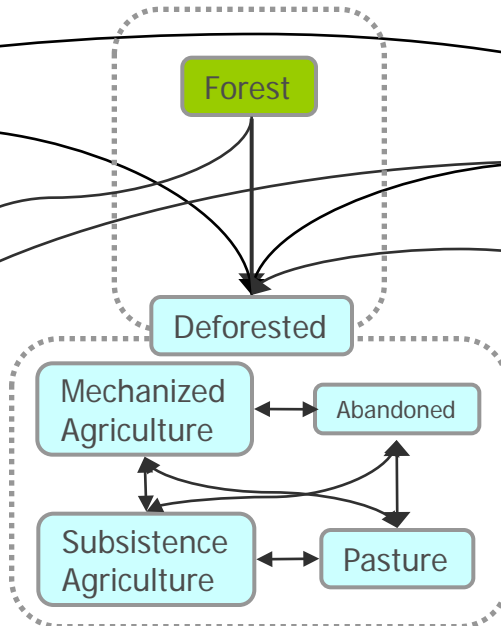 Forest
Deforested
Mechanized
Agriculture
Abandoned
Subsistence
Agriculture
Pasture